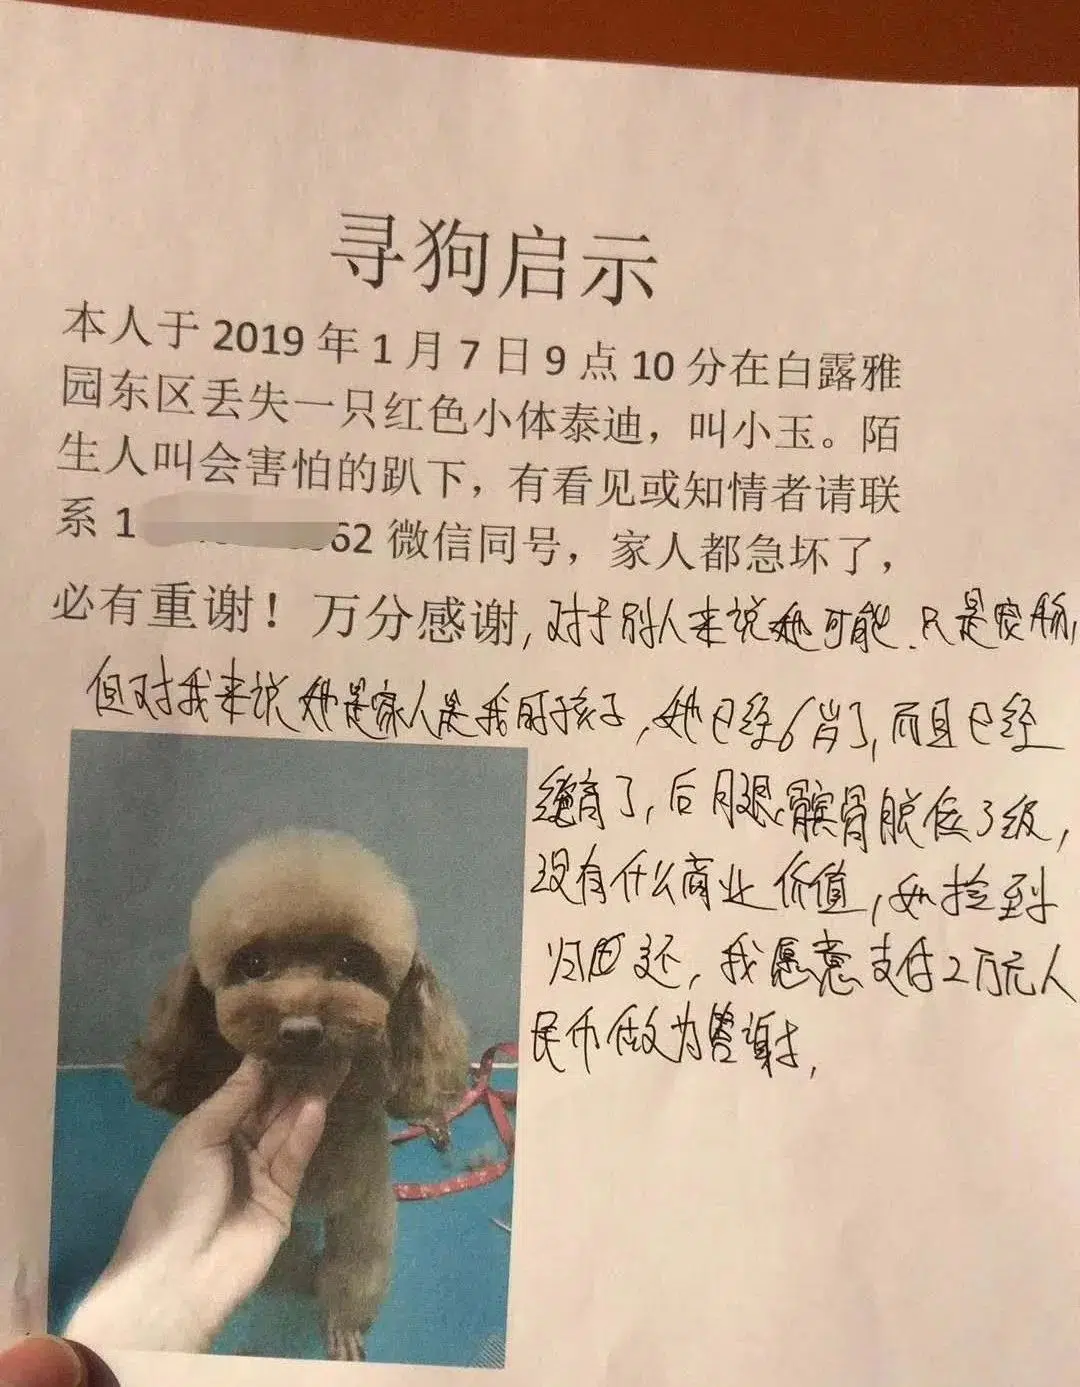 寻狗启示
本人于 2019 年 1 月 7 日 9 点 10 分在白露雅
园东区丢失一只红色小体泰迪，叫小玉。陌
生人叫会害怕的趴下，有看见或知情者请联
系 1 62 微信同号，家人都急坏了，
必有重谢！万分感谢，对于别人来说她可能只是宠物，
但对我来说她是家人是我的孩子，她已经6岁了，而且已经
绝育了，后腿髌骨脱位3级，
没有什么商业价值，如捡到
归回还，我愿意支付2万元人
民币做为答谢，